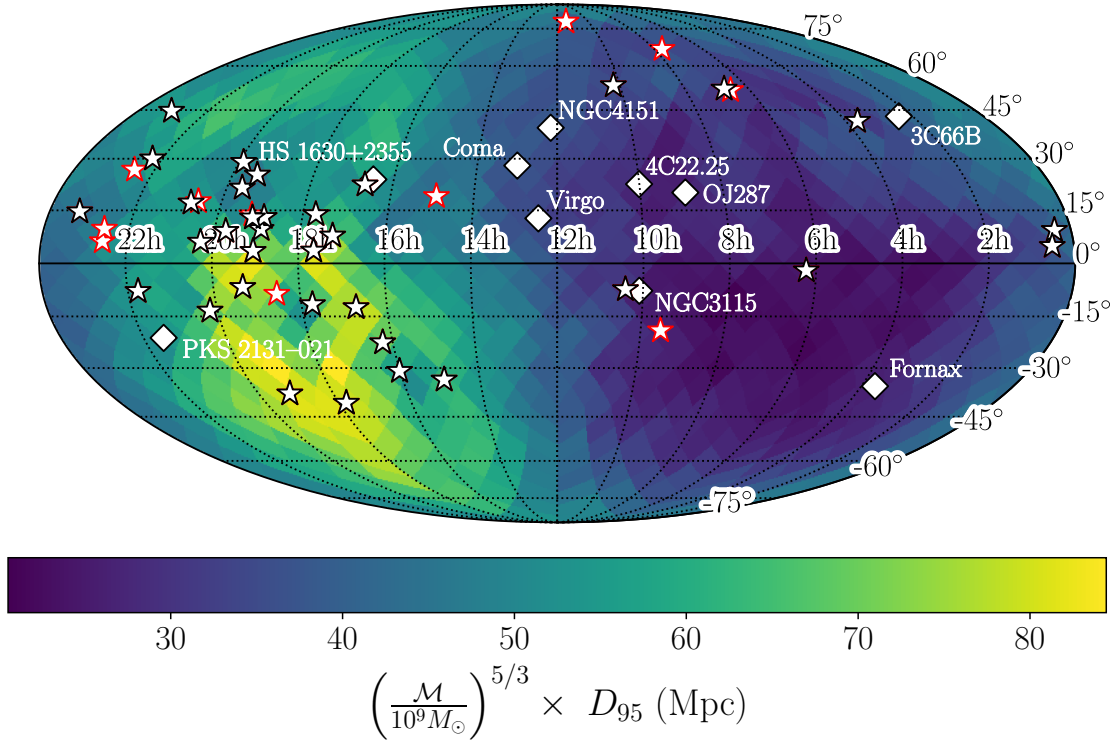 75°
60°
45°
30°
15°
0°
-15°
-30°
-45°
-60°
-75°
NGC4151
3C66B
HS 1630+2355
Coma
4C22.25
OJ287
Virgo
22h 20h 18h 16h 14h 12h 10h 8h 6h 4h 2h
NGC3115
PKS 2131–021
Fornax
30 40 50 60 70 80
(𝓜/10⁹M⊙)^5/3 × D₉₅ (Mpc)